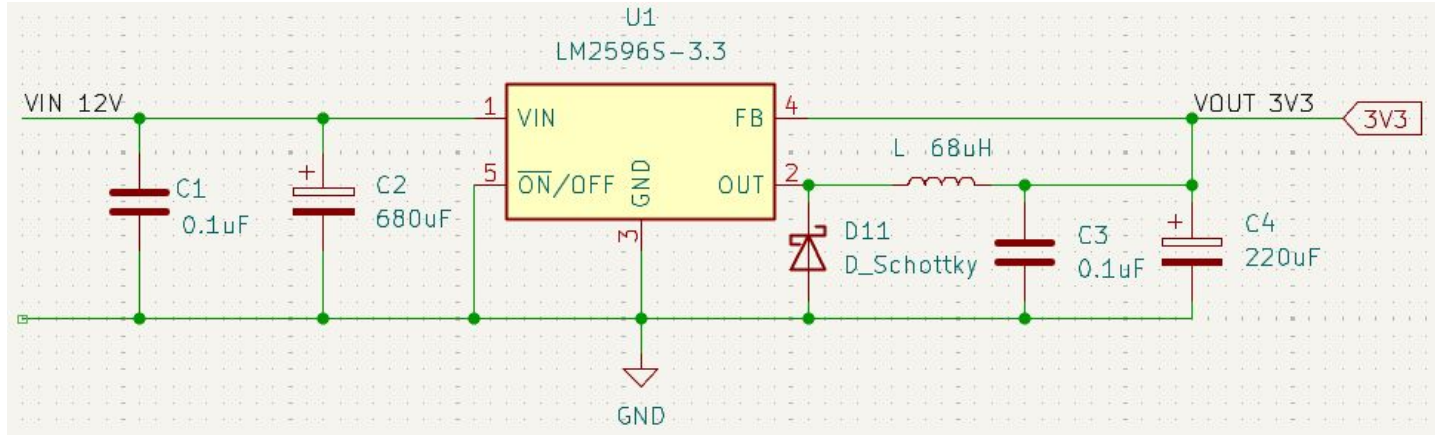 U1
LM2596S-3.3
VIN 12V
1
VIN
FB
4
VOUT 3V3
3V3
L 68uH
5
ON/OFF
GND
OUT
2
C1
0.1uF
+
C2
680uF
3
D11
D_Schottky
C3
0.1uF
+
C4
220uF
GND